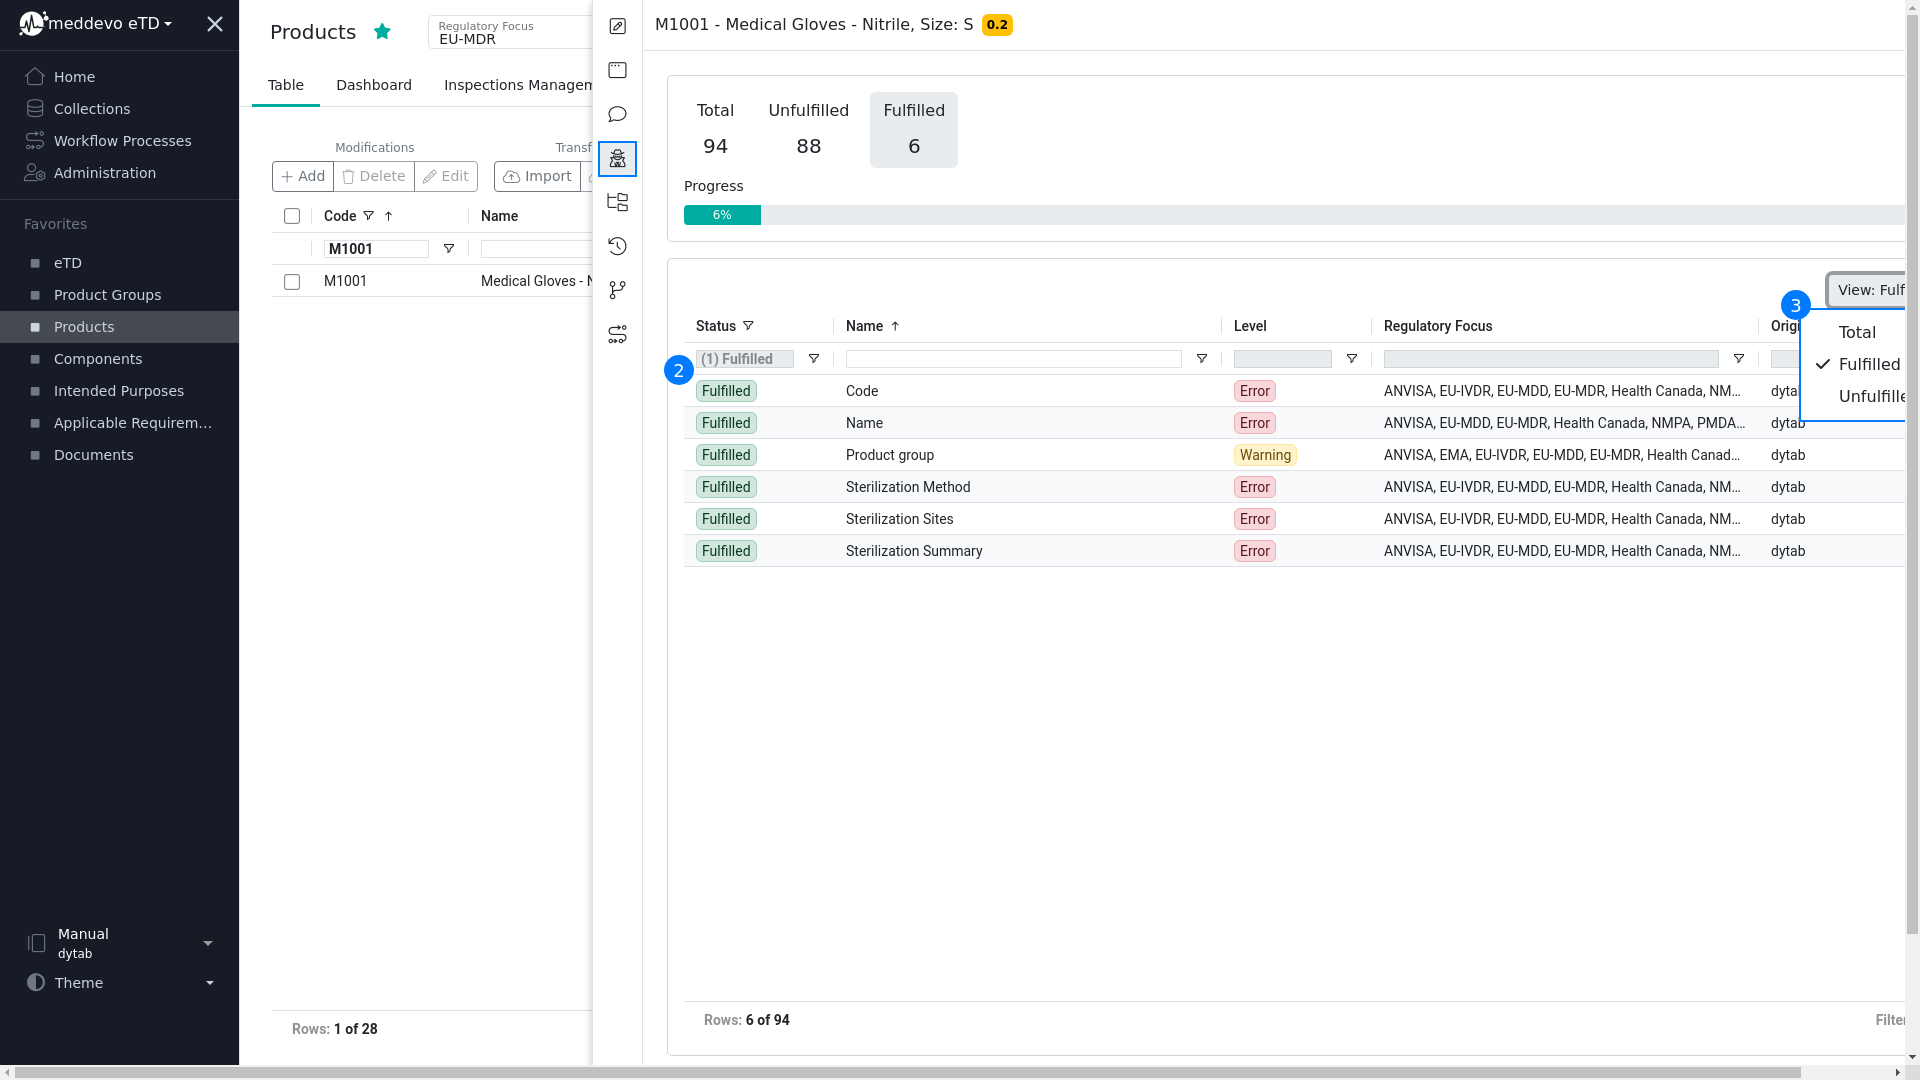 meddevo eTD
Home
Collections
Workflow Processes
Administration
Favorites
eTD
Product Groups
Products
Components
Intended Purposes
Applicable Requirem...
Documents
Manual
dytab
Theme
Products
Regulatory Focus
EU-MDR
Table Dashboard Inspections Managem
Modifications Transf
Add Delete Edit Import
Code Name
M1001
M1001 Medical Gloves - N
Rows: 1 of 28
M1001 - Medical Gloves - Nitrile, Size: S 0.2
Total Unfulfilled Fulfilled
94 88 6
Progress
6%
View: Fulf
3
Total
Fulfilled
Unfulfille
Status Name Level Regulatory Focus Origi
(1) Fulfilled
2
Fulfilled Code Error ANVISA, EU-IVDR, EU-MDD, EU-MDR, Health Canada, NM... dytab
Fulfilled Name Error ANVISA, EU-MDD, EU-MDR, Health Canada, NMPA, PMDA... dytab
Fulfilled Product group Warning ANVISA, EMA, EU-IVDR, EU-MDD, EU-MDR, Health Canad... dytab
Fulfilled Sterilization Method Error ANVISA, EU-IVDR, EU-MDD, EU-MDR, Health Canada, NM... dytab
Fulfilled Sterilization Sites Error ANVISA, EU-IVDR, EU-MDD, EU-MDR, Health Canada, NM... dytab
Fulfilled Sterilization Summary Error ANVISA, EU-IVDR, EU-MDD, EU-MDR, Health Canada, NM... dytab
Rows: 6 of 94 Filter